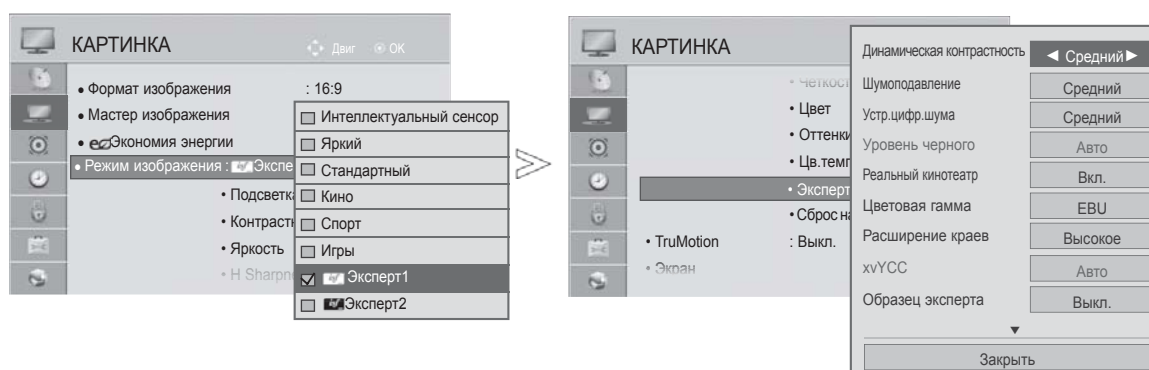 КАРТИНКА
Двиг OK
• Формат изображения : 16:9
• Мастер изображения
• Экономия энергии
• Режим изображения : Экспе
• Подсветка
• Контраст
• Яркость
• H Sharpn
Интеллектуальный сенсор
Яркий
Стандартный
Кино
Спорт
Игры
Эксперт1
Эксперт2
КАРТИНКА
• Четкост
• Цвет
• Оттенки
• Цв.темп
• Эксперт
• Сброс на
• TruMotion : Выкл.
• Экран
Динамическая контрастность ◄ Средний ►
Шумоподавление Средний
Устр.цифр.шума Средний
Уровень черного Авто
Реальный кинотеатр Вкл.
Цветовая гамма EBU
Расширение краев Высокое
xvYCC Авто
Образец эксперта Выкл.
▼
Закрыть